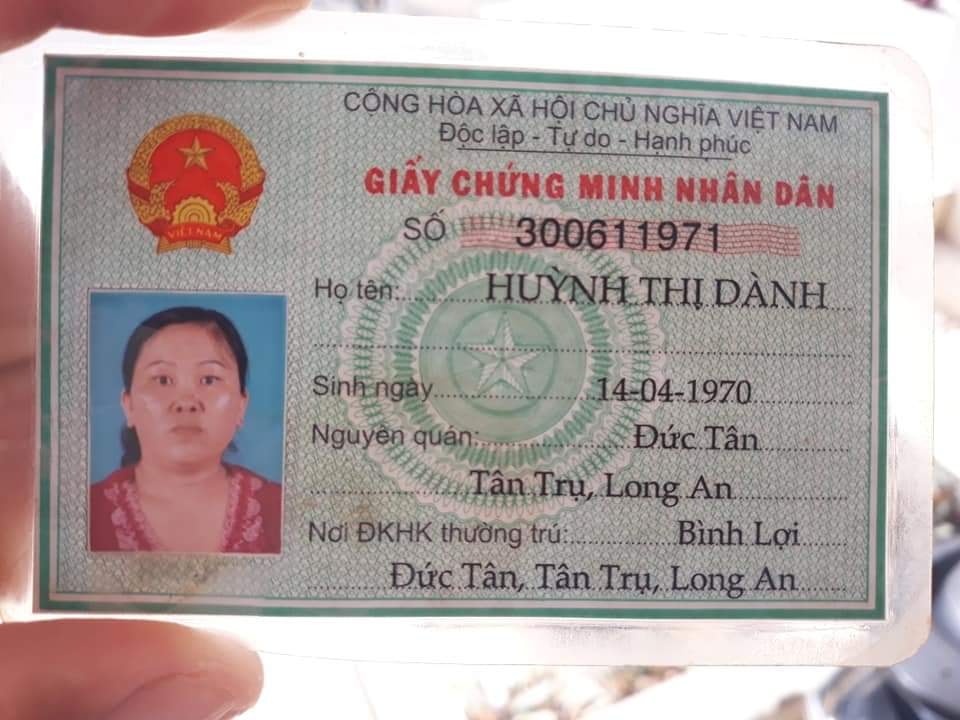 CỘNG HÒA XÃ HỘI CHỦ NGHĨA VIỆT NAM
Độc lập - Tự do - Hạnh phúc
GIẤY CHỨNG MINH NHÂN DÂN
SỐ 300611971
VIỆT NAM
Họ tên: HUỲNH THỊ DÀNH
Sinh ngày 14-04-1970
Nguyên quán: Đức Tân
Tân Trụ, Long An
Nơi ĐKHK thường trú: Bình Lợi
Đức Tân, Tân Trụ, Long An